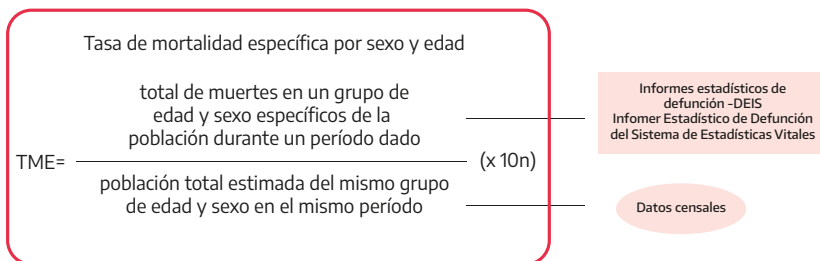 Tasa de mortalidad específica por sexo y edad
total de muertes en un grupo de
edad y sexo específicos de la
población durante un período dado
TME=
(x 10n)
población total estimada del mismo grupo
de edad y sexo en el mismo período
Informes estadísticos de
defunción -DEIS
Infomer Estadístico de Defunción
del Sistema de Estadísticas Vitales
Datos censales